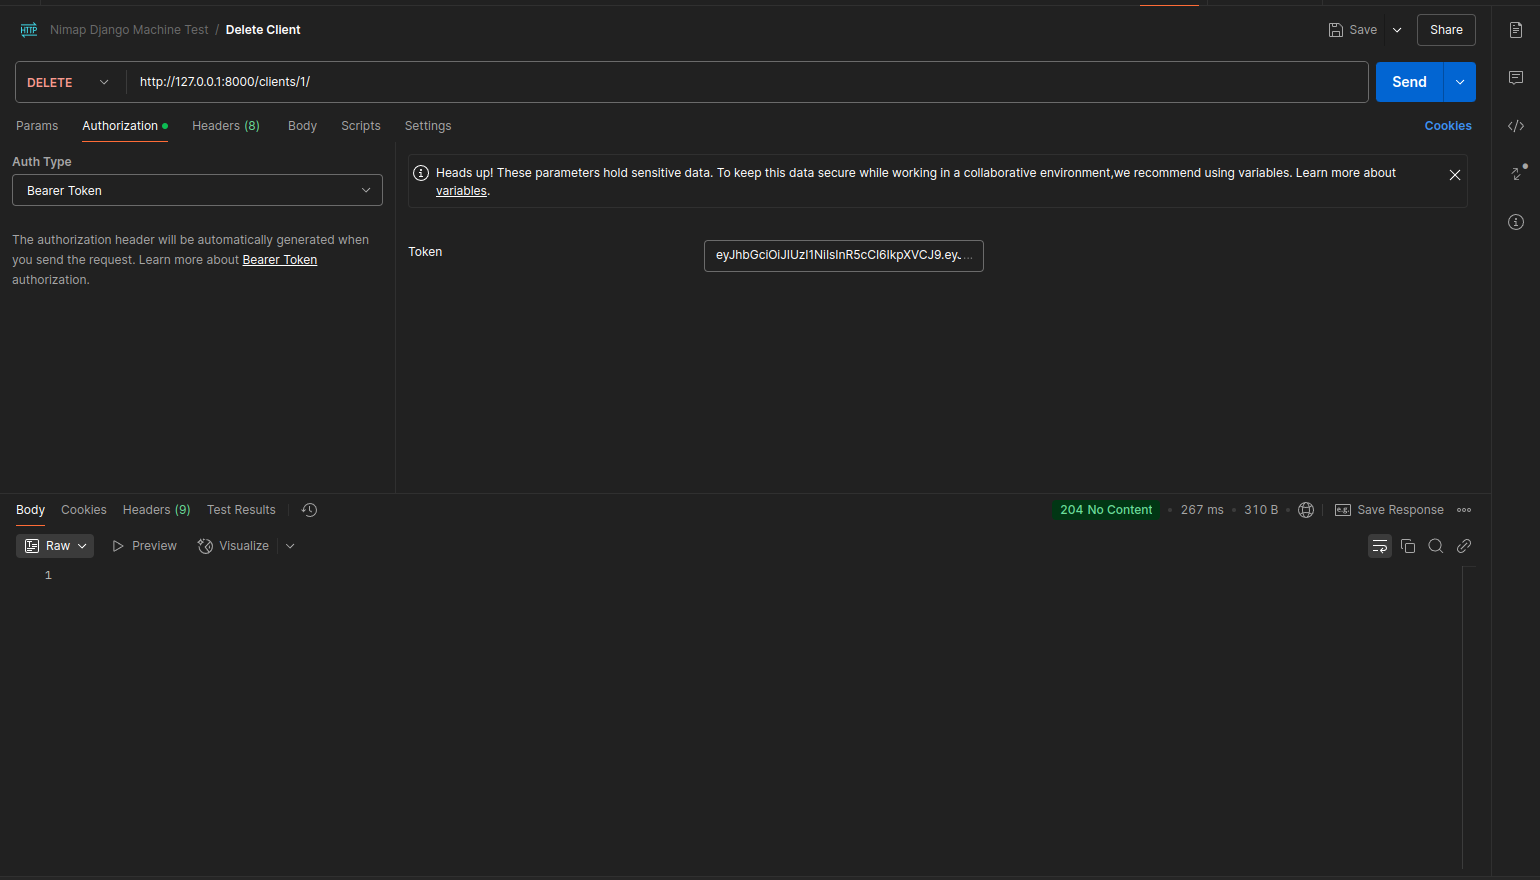 HTTP Nimap Django Machine Test / Delete Client Save Share
DELETE http://127.0.0.1:8000/clients/1/ Send
Params Authorization Headers (8) Body Scripts Settings Cookies
Auth Type
Bearer Token
The authorization header will be automatically generated when
you send the request. Learn more about Bearer Token
authorization.
Heads up! These parameters hold sensitive data. To keep this data secure while working in a collaborative environment,we recommend using variables. Learn more about
variables.
Token eyJhbGciOiJIUzI1NiIsInR5cCI6IkpXVCJ9.eyJ...
Body Cookies Headers (9) Test Results 204 No Content • 267 ms • 310 B • e.g. Save Response
Raw Preview Visualize
1